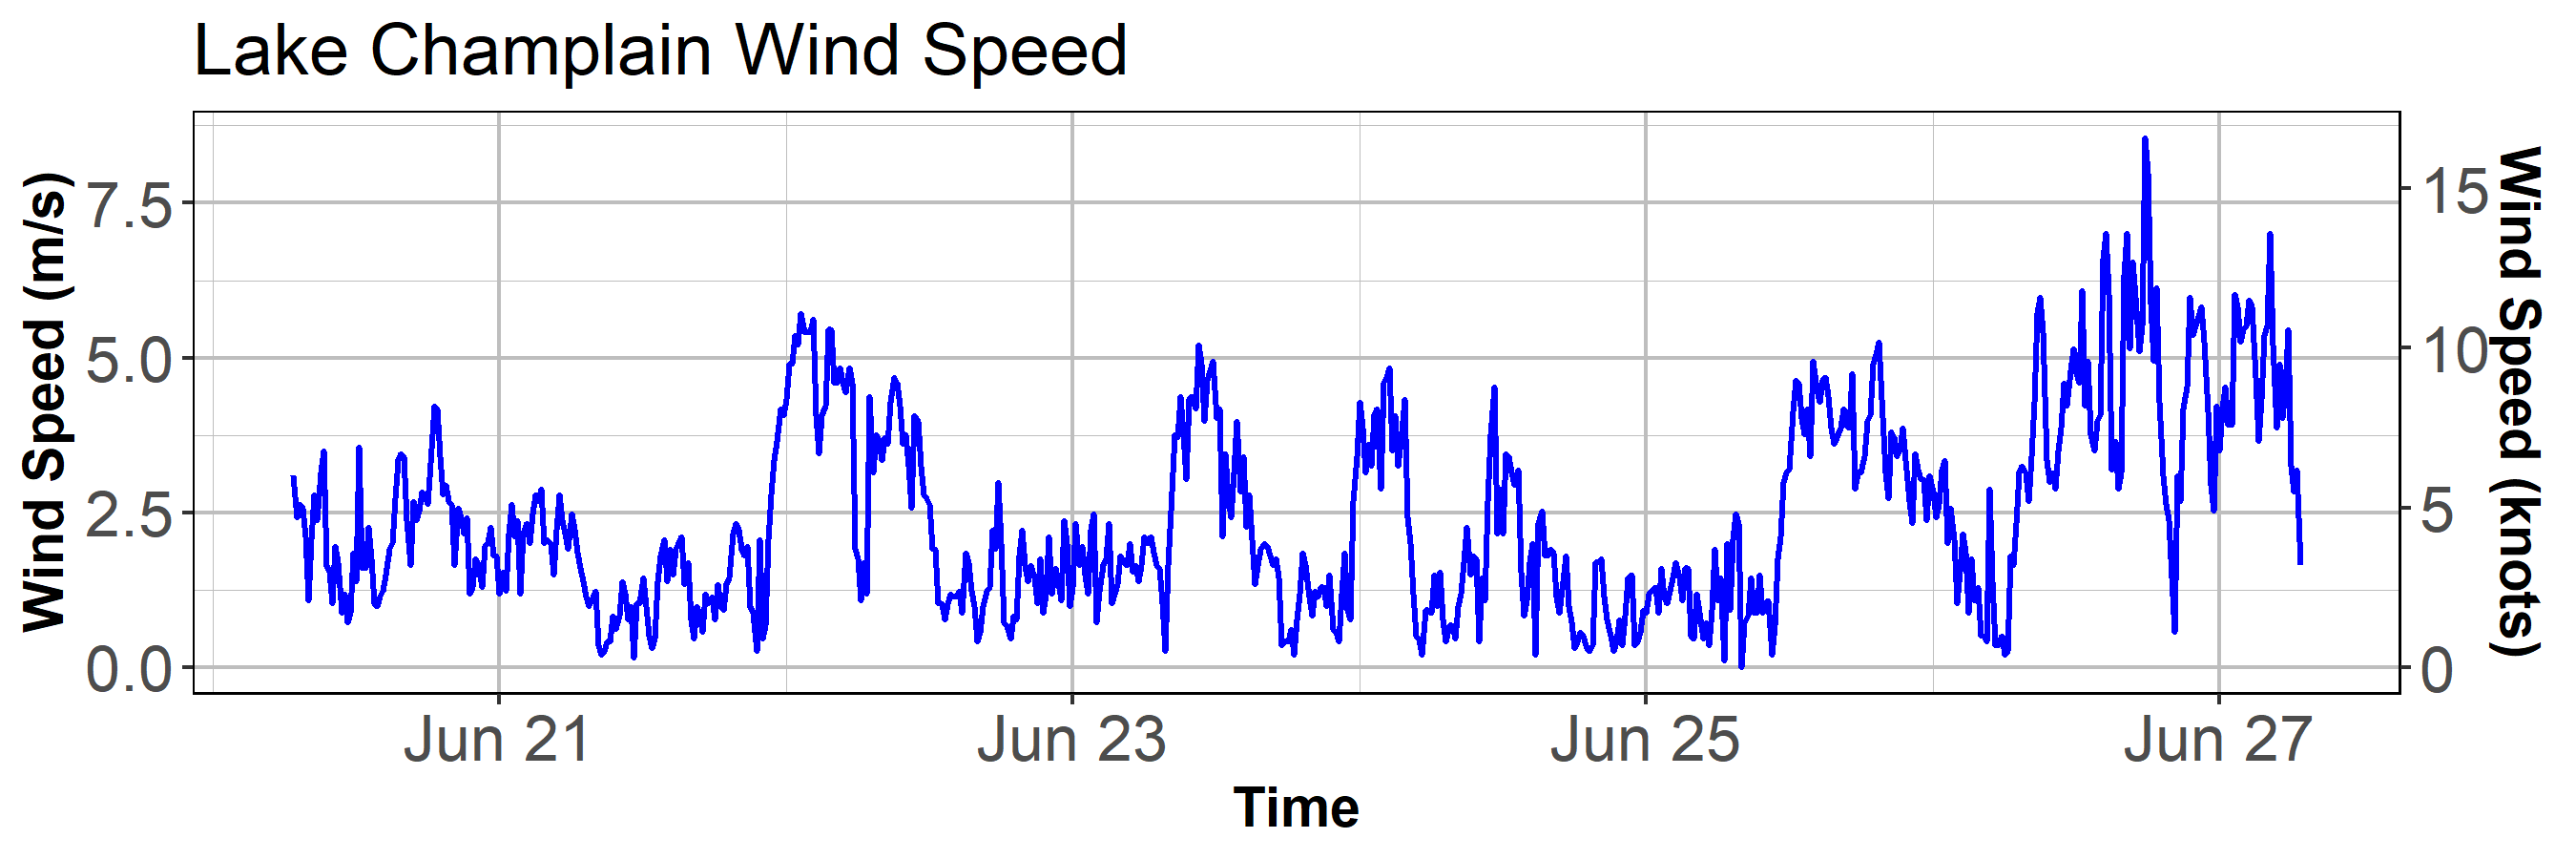 Lake Champlain Wind Speed
Wind Speed (m/s)
7.5
5.0
2.5
0.0
15
10
5
0
Wind Speed (knots)
Jun 21
Jun 23
Jun 25
Jun 27
Time